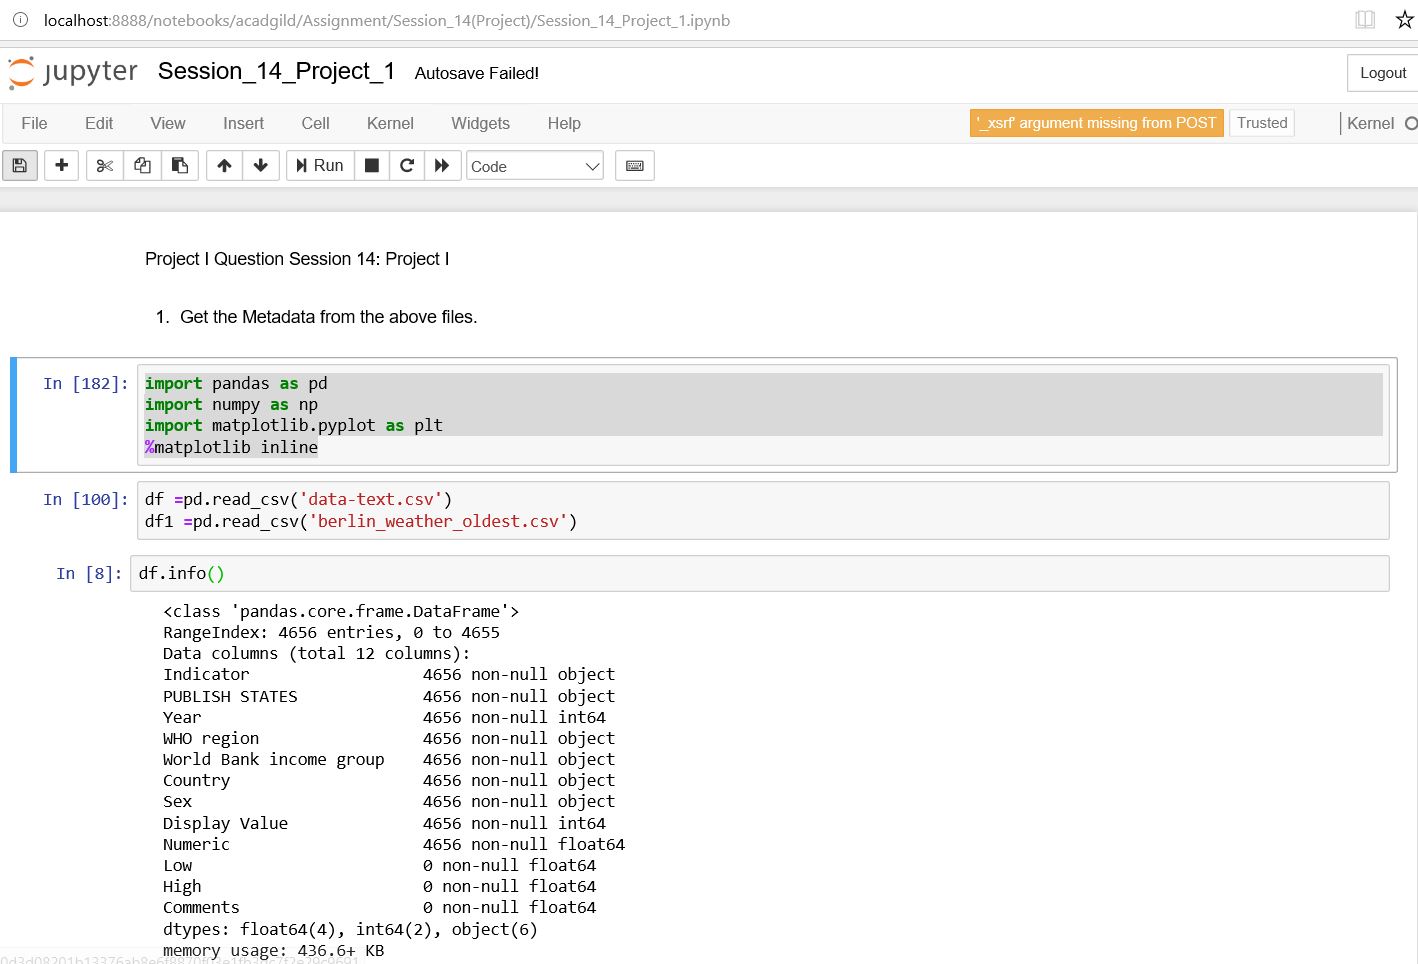 localhost:8888/notebooks/acadgild/Assignment/Session_14(Project)/Session_14_Project_1.ipynb
jupyter Session_14_Project_1 Autosave Failed! Logout
File Edit View Insert Cell Kernel Widgets Help '_xsrf' argument missing from POST Trusted Kernel
Run Code
Project I Question Session 14: Project I
1. Get the Metadata from the above files.
In [182]: import pandas as pd
import numpy as np
import matplotlib.pyplot as plt
%matplotlib inline
In [100]: df =pd.read_csv('data-text.csv')
df1 =pd.read_csv('berlin_weather_oldest.csv')
In [8]: df.info()
<class 'pandas.core.frame.DataFrame'>
RangeIndex: 4656 entries, 0 to 4655
Data columns (total 12 columns):
Indicator 4656 non-null object
PUBLISH STATES 4656 non-null object
Year 4656 non-null int64
WHO region 4656 non-null object
World Bank income group 4656 non-null object
Country 4656 non-null object
Sex 4656 non-null object
Display Value 4656 non-null int64
Numeric 4656 non-null float64
Low 0 non-null float64
High 0 non-null float64
Comments 0 non-null float64
dtypes: float64(4), int64(2), object(6)
memory usage: 436.6+ KB